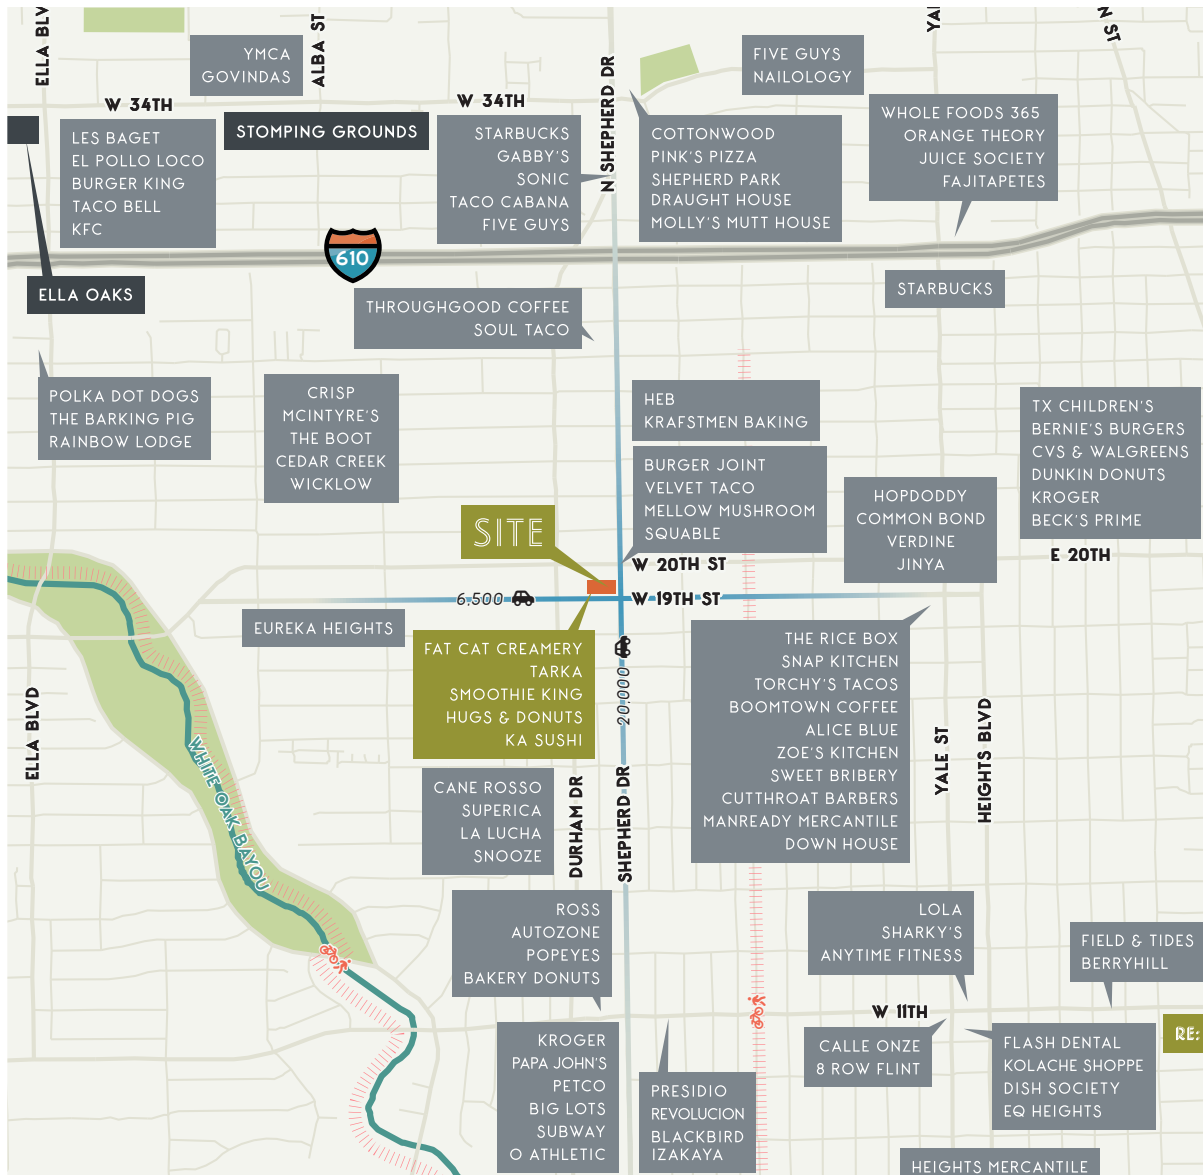 ELLA BLV
ALBA ST
N SHEPHERD DR
YAL
N ST
YMCA
GOVINDAS
FIVE GUYS
NAILOLOGY
W 34TH
W 34TH
STOMPING GROUNDS
LES BAGET
EL POLLO LOCO
BURGER KING
TACO BELL
KFC
STARBUCKS
GABBY'S
SONIC
TACO CABANA
FIVE GUYS
COTTONWOOD
PINK'S PIZZA
SHEPHERD PARK
DRAUGHT HOUSE
MOLLY'S MUTT HOUSE
WHOLE FOODS 365
ORANGE THEORY
JUICE SOCIETY
FAJITAPETES
610
ELLA OAKS
STARBUCKS
THROUGHGOOD COFFEE
SOUL TACO
POLKA DOT DOGS
THE BARKING PIG
RAINBOW LODGE
CRISP
MCINTYRE'S
THE BOOT
CEDAR CREEK
WICKLOW
HEB
KRAFSTMEN BAKING
BURGER JOINT
VELVET TACO
MELLOW MUSHROOM
SQUABLE
TX CHILDREN'S
BERNIE'S BURGERS
CVS & WALGREENS
DUNKIN DONUTS
KROGER
BECK'S PRIME
HOPDODDY
COMMON BOND
VERDINE
JINYA
SITE
W 20TH ST
E 20TH
6,500
W 19TH ST
EUREKA HEIGHTS
FAT CAT CREAMERY
TARKA
SMOOTHIE KING
HUGS & DONUTS
KA SUSHI
20,000
THE RICE BOX
SNAP KITCHEN
TORCHY'S TACOS
BOOMTOWN COFFEE
ALICE BLUE
ZOE'S KITCHEN
SWEET BRIBERY
CUTTHROAT BARBERS
MANREADY MERCANTILE
DOWN HOUSE
ELLA BLVD
WHITE OAK BAYOU
CANE ROSSO
SUPERICA
LA LUCHA
SNOOZE
DURHAM DR
SHEPHERD DR
YALE ST
HEIGHTS BLVD
ROSS
AUTOZONE
POPEYES
BAKERY DONUTS
LOLA
SHARKY'S
ANYTIME FITNESS
FIELD & TIDES
BERRYHILL
W 11TH
RE:
KROGER
PAPA JOHN'S
PETCO
BIG LOTS
SUBWAY
O ATHLETIC
PRESIDIO
REVOLUCION
BLACKBIRD
IZAKAYA
CALLE ONZE
8 ROW FLINT
FLASH DENTAL
KOLACHE SHOPPE
DISH SOCIETY
EQ HEIGHTS
HEIGHTS MERCANTILE